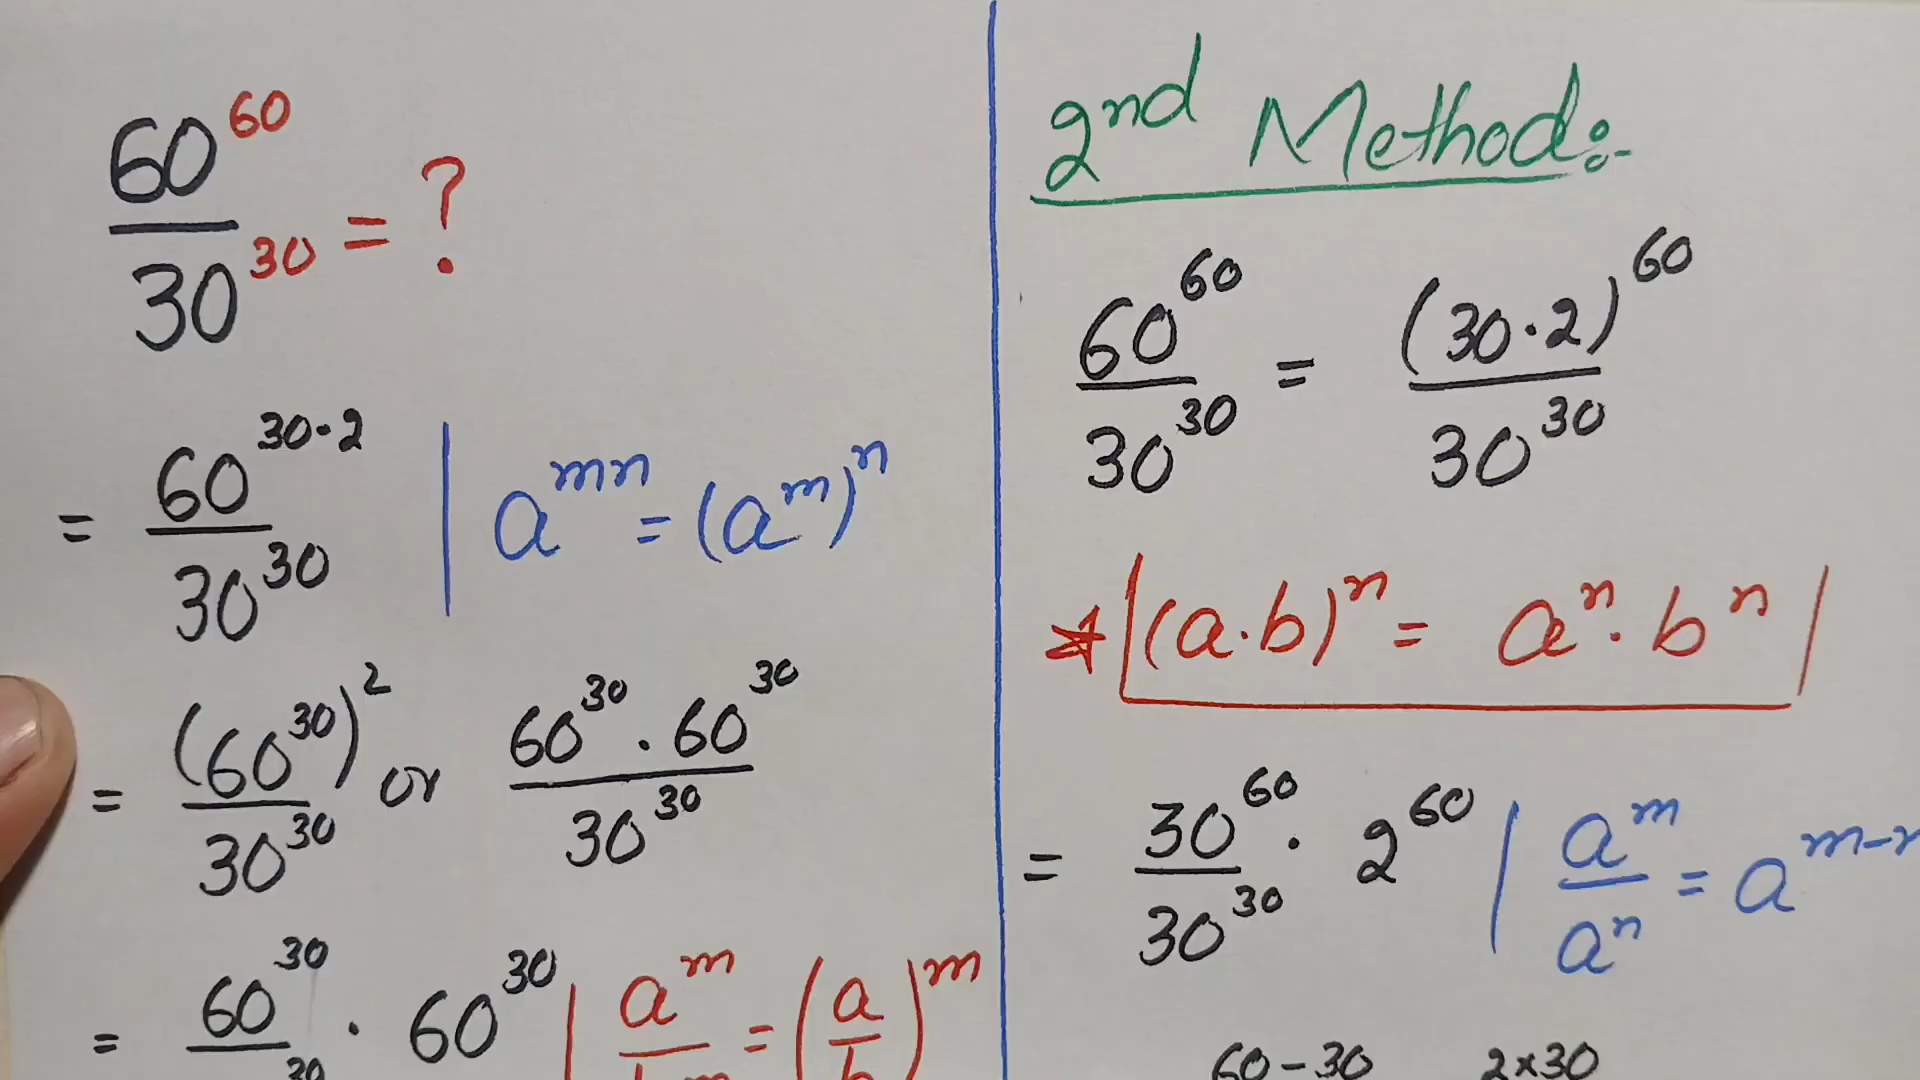 60^60 / 30^30 = ?
= 60^(30·2) / 30^30 | a^(mn) = (a^m)^n
= (60^30)^2 / 30^30 or 60^30 · 60^30 / 30^30
= 60^30 / 30 · 60^30 | a^m / b^m = (a/b)^m
2nd Method:-
60^60 / 30^30 = (30·2)^60 / 30^30
* (a·b)^n = a^n · b^n
= 30^60 / 30^30 · 2^60 | a^m / a^n = a^(m-n)
60-30 2×30